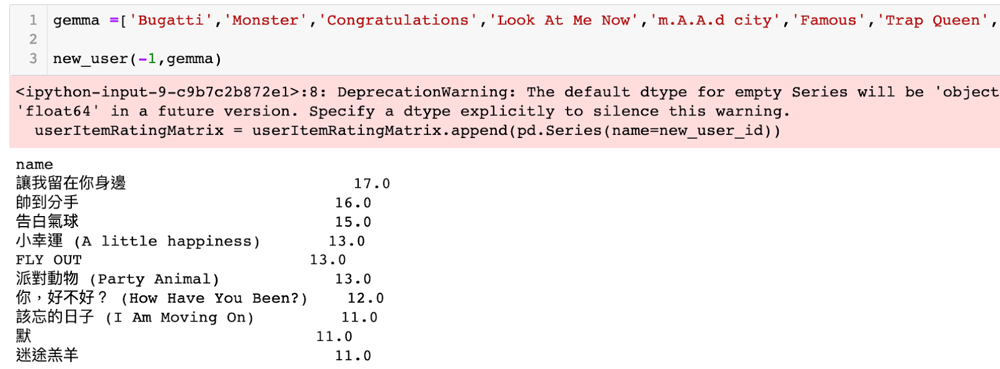 1 gemma =['Bugatti','Monster','Congratulations','Look At Me Now','m.A.A.d city','Famous','Trap Queen',
2
3 new_user(-1,gemma)
<ipython-input-9-c9b7c2b872e1>:8: DeprecationWarning: The default dtype for empty Series will be 'object
'float64' in a future version. Specify a dtype explicitly to silence this warning.
userItemRatingMatrix = userItemRatingMatrix.append(pd.Series(name=new_user_id))
name
讓我留在你身邊 17.0
帥到分手 16.0
告白氣球 15.0
小幸運 (A little happiness) 13.0
FLY OUT 13.0
派對動物 (Party Animal) 13.0
你，好不好？ (How Have You Been?) 12.0
該忘的日子 (I Am Moving On) 11.0
默 11.0
迷途羔羊 11.0